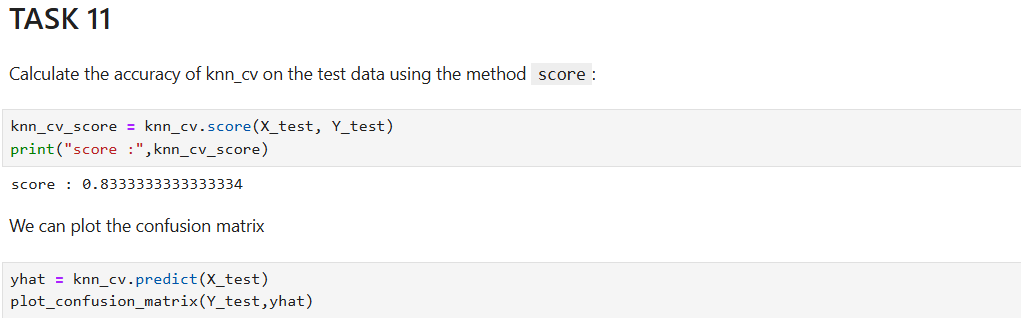 TASK 11
Calculate the accuracy of knn_cv on the test data using the method score :
knn_cv_score = knn_cv.score(X_test, Y_test)
print("score :",knn_cv_score)
score : 0.8333333333333334
We can plot the confusion matrix
yhat = knn_cv.predict(X_test)
plot_confusion_matrix(Y_test,yhat)